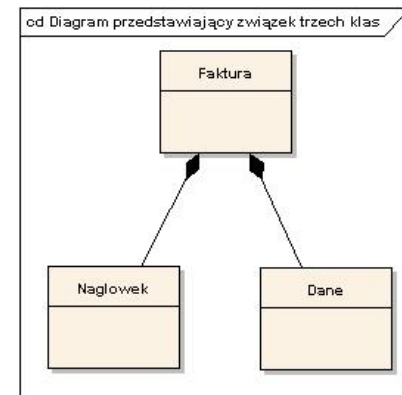 cd Diagram przedstawiający związek trzech klas
Faktura
Naglowek
Dane